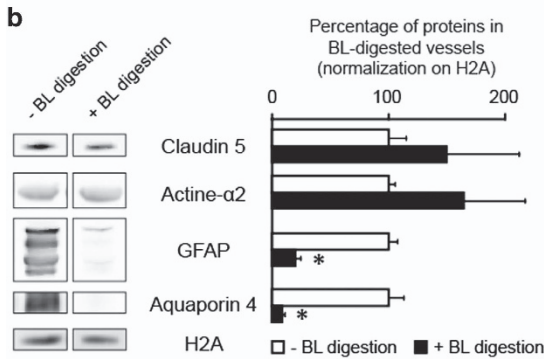 b
- BL digestion
+ BL digestion
Percentage of proteins in
BL-digested vessels
(normalization on H2A)
0 100 200
Claudin 5
Actine-α2
GFAP
*
Aquaporin 4
*
H2A
- BL digestion + BL digestion